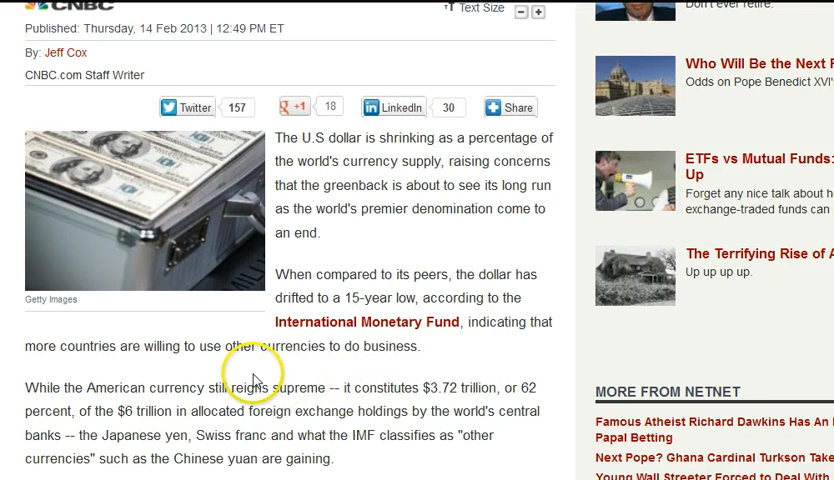 CNBC
Text Size
Published: Thursday, 14 Feb 2013 | 12:49 PM ET
By: Jeff Cox
CNBC.com Staff Writer
Twitter 157
+1 18
LinkedIn 30
Share
The U.S dollar is shrinking as a percentage of
the world's currency supply, raising concerns
that the greenback is about to see its long run
as the world's premier denomination come to
an end.
Getty Images
When compared to its peers, the dollar has
drifted to a 15-year low, according to the
International Monetary Fund, indicating that
more countries are willing to use other currencies to do business.
While the American currency still reigns supreme -- it constitutes $3.72 trillion, or 62
percent, of the $6 trillion in allocated foreign exchange holdings by the world's central
banks -- the Japanese yen, Swiss franc and what the IMF classifies as "other
currencies" such as the Chinese yuan are gaining.
Don't ever retire.
Who Will Be the Next
Odds on Pope Benedict XVI'
ETFs vs Mutual Funds:
Up
Forget any nice talk about
exchange-traded funds can
The Terrifying Rise of
Up up up.
MORE FROM NETNET
Famous Atheist Richard Dawkins Has An
Papal Betting
Next Pope? Ghana Cardinal Turkson Take
Young Wall Streeter Forced to Deal With